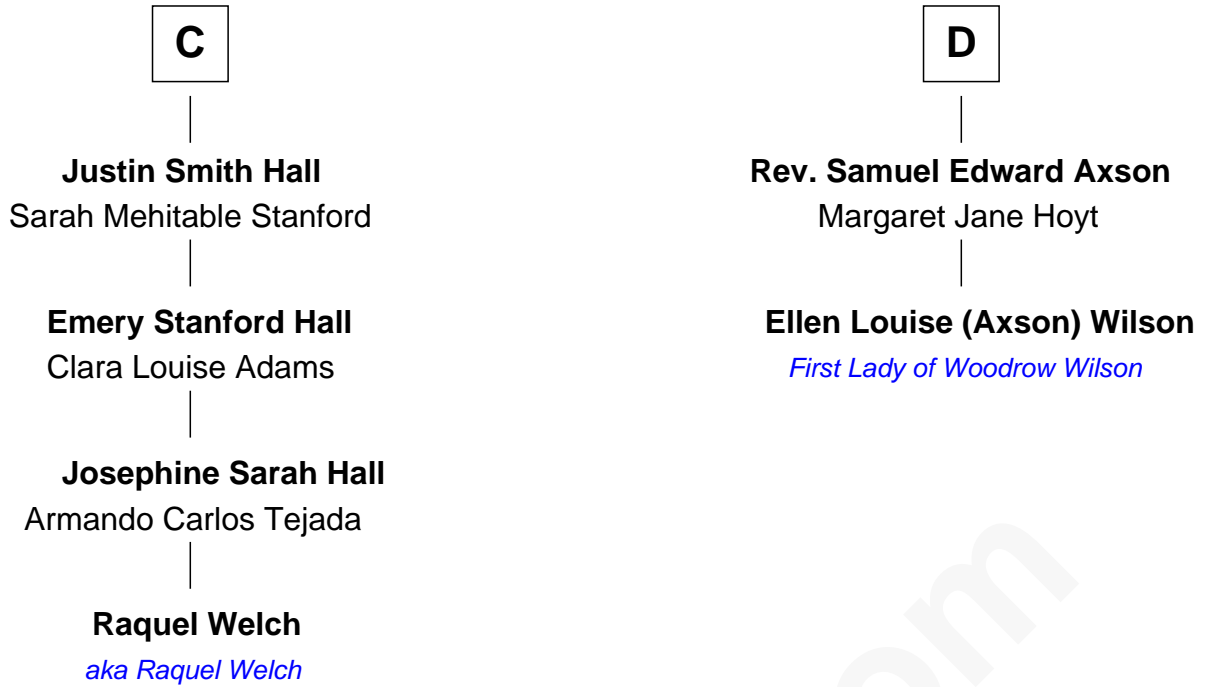 C
Justin Smith Hall
Sarah Mehitable Stanford
Emery Stanford Hall
Clara Louise Adams
Josephine Sarah Hall
Armando Carlos Tejada
Raquel Welch
aka Raquel Welch
D
Rev. Samuel Edward Axson
Margaret Jane Hoyt
Ellen Louise (Axson) Wilson
First Lady of Woodrow Wilson
om